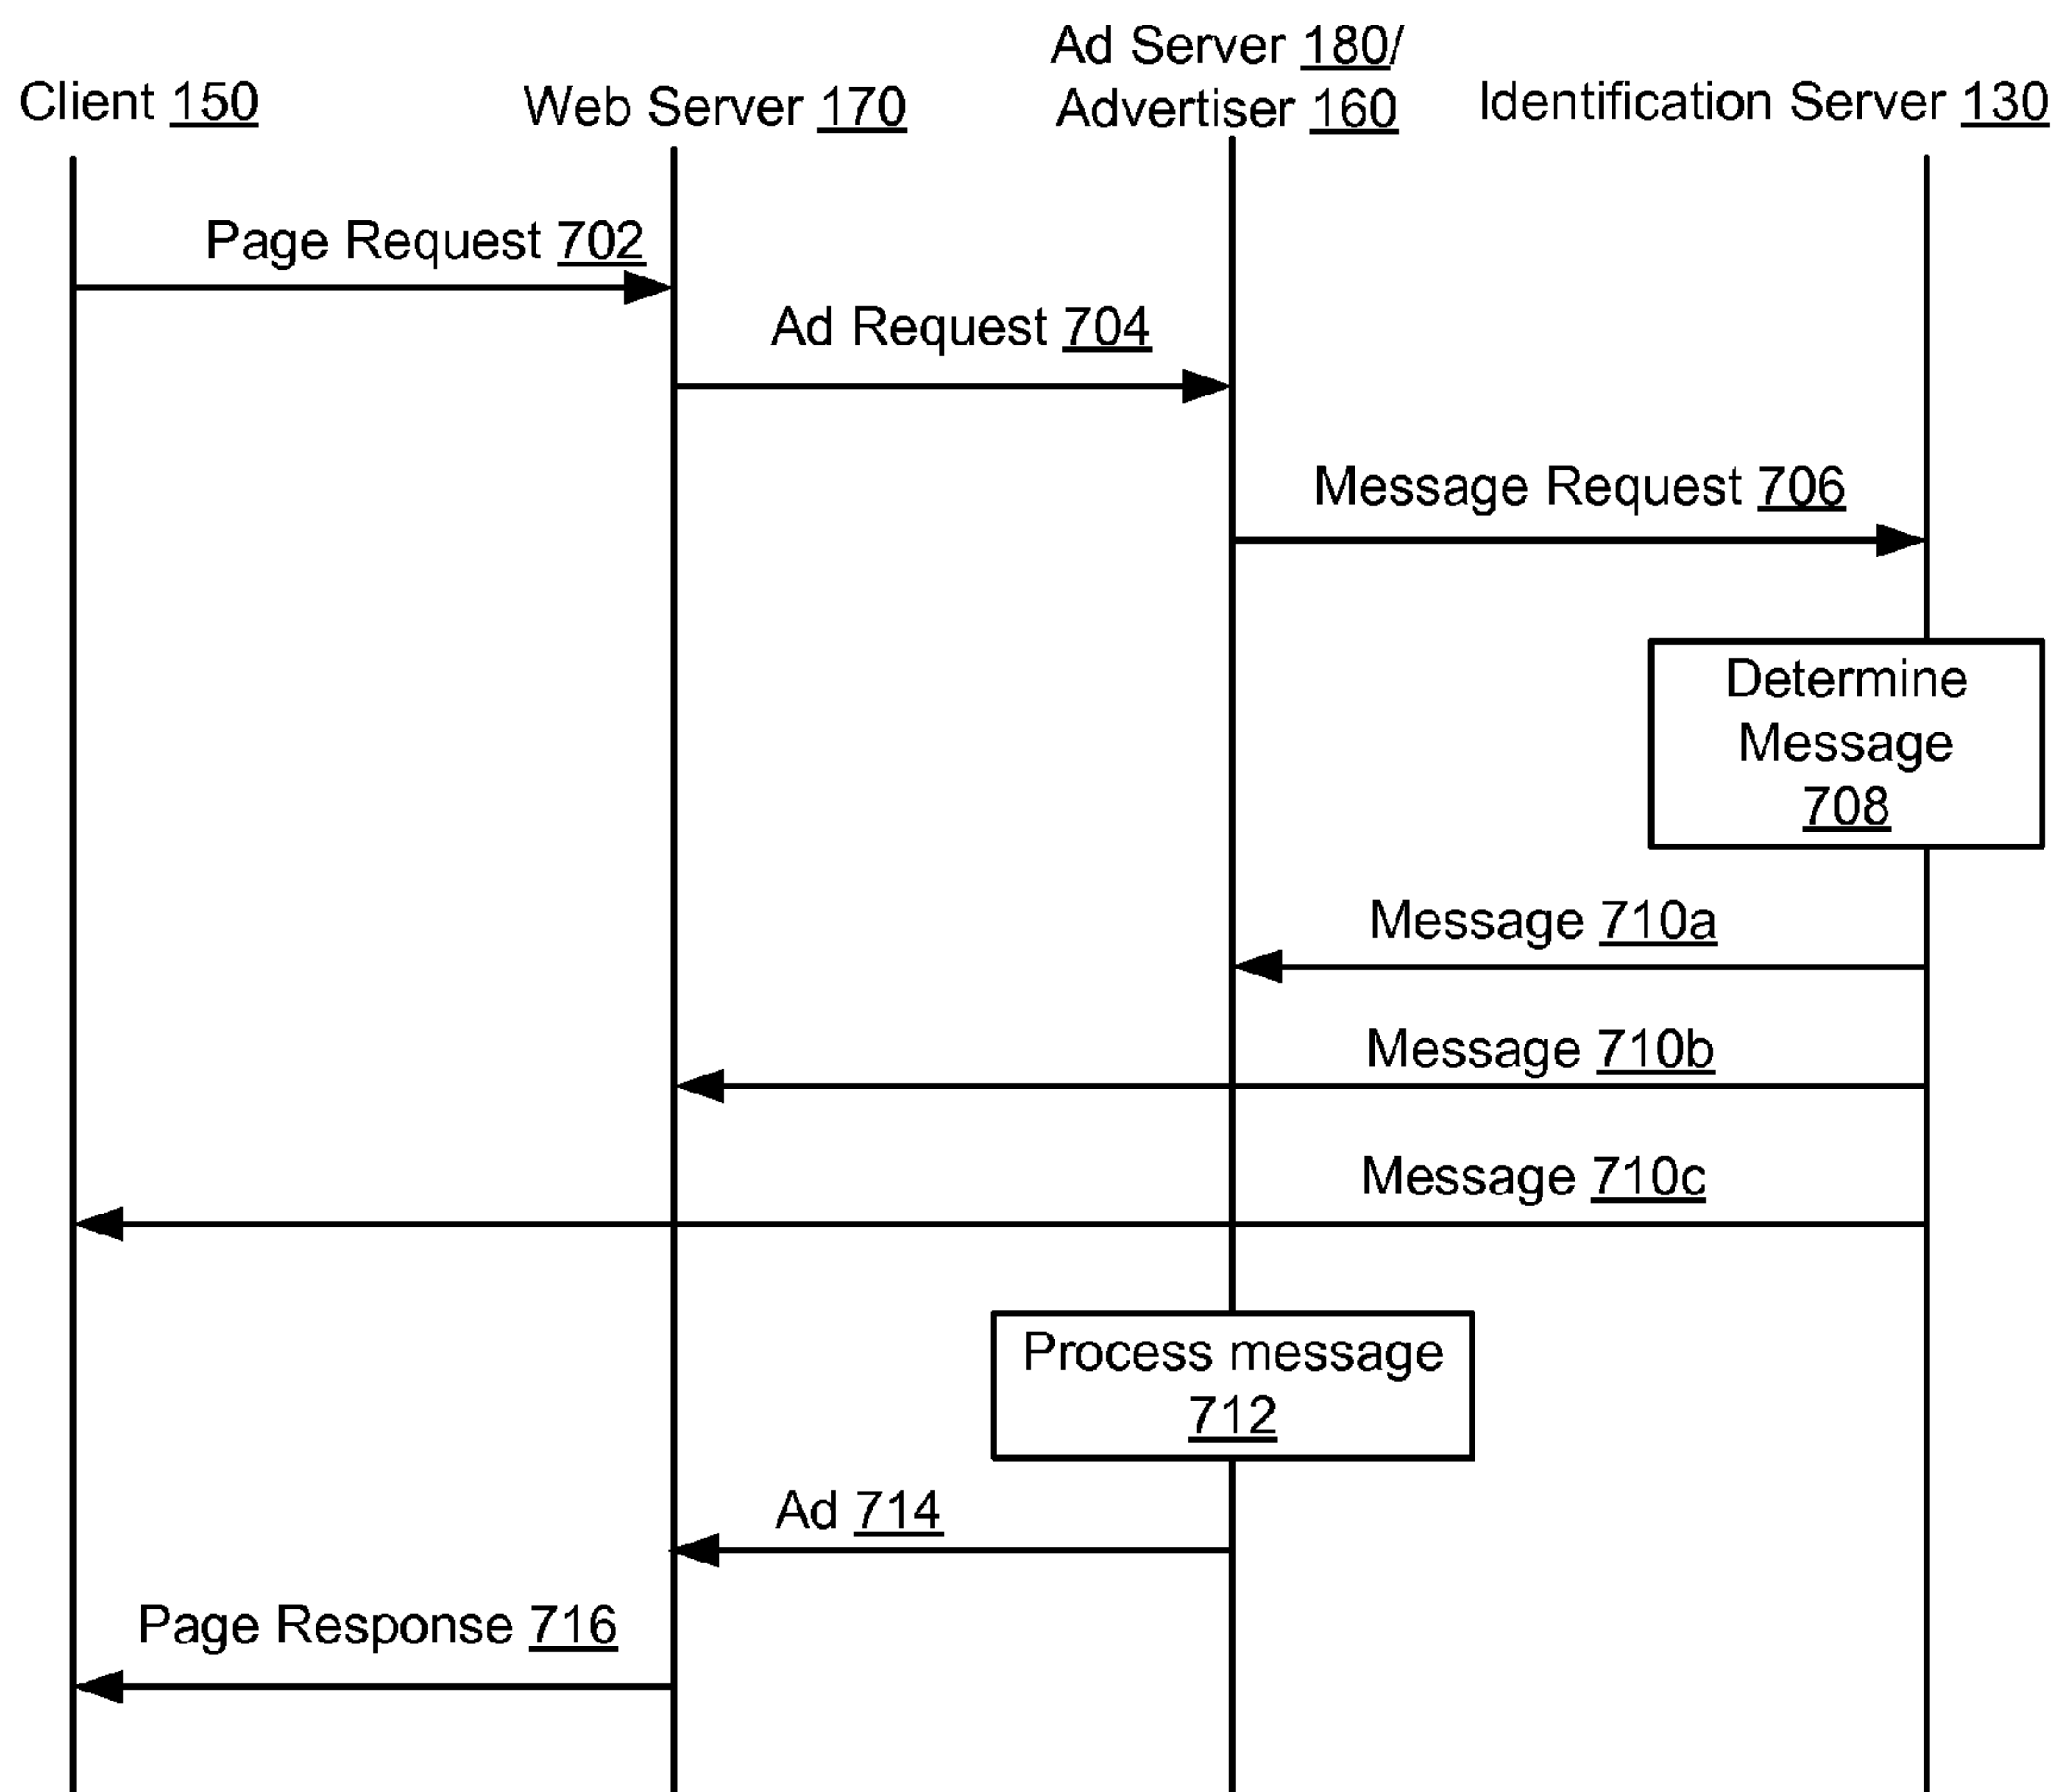 Client 150
Web Server 170
Ad Server 180/
Advertiser 160
Identification Server 130
Page Request 702
Ad Request 704
Message Request 706
Determine
Message
708
Message 710a
Message 710b
Message 710c
Process message
712
Ad 714
Page Response 716